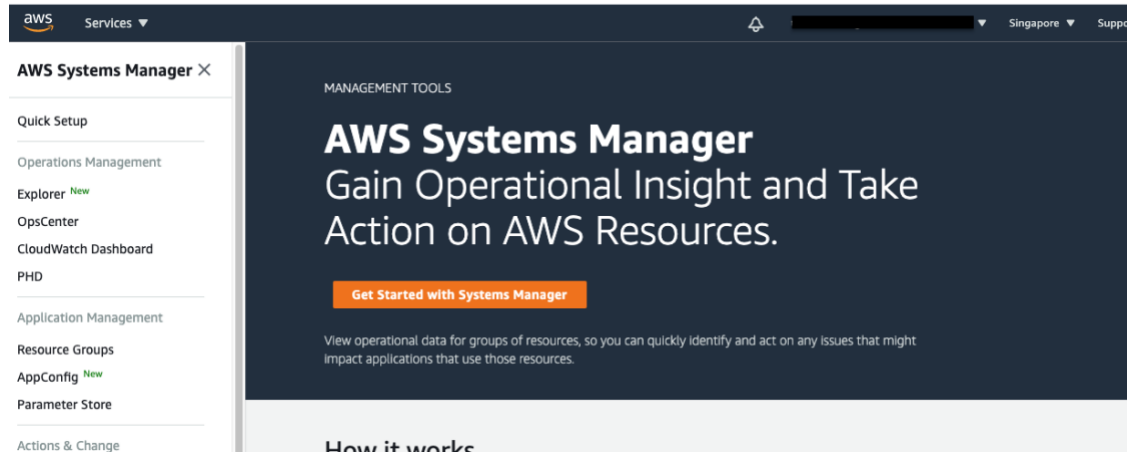 aws
Services ▼
▼
Singapore ▼
Suppo
AWS Systems Manager ✕
Quick Setup
Operations Management
Explorer New
OpsCenter
CloudWatch Dashboard
PHD
Application Management
Resource Groups
AppConfig New
Parameter Store
Actions & Change
MANAGEMENT TOOLS
AWS Systems Manager
Gain Operational Insight and Take
Action on AWS Resources.
Get Started with Systems Manager
View operational data for groups of resources, so you can quickly identify and act on any issues that might
impact applications that use those resources.
How it works